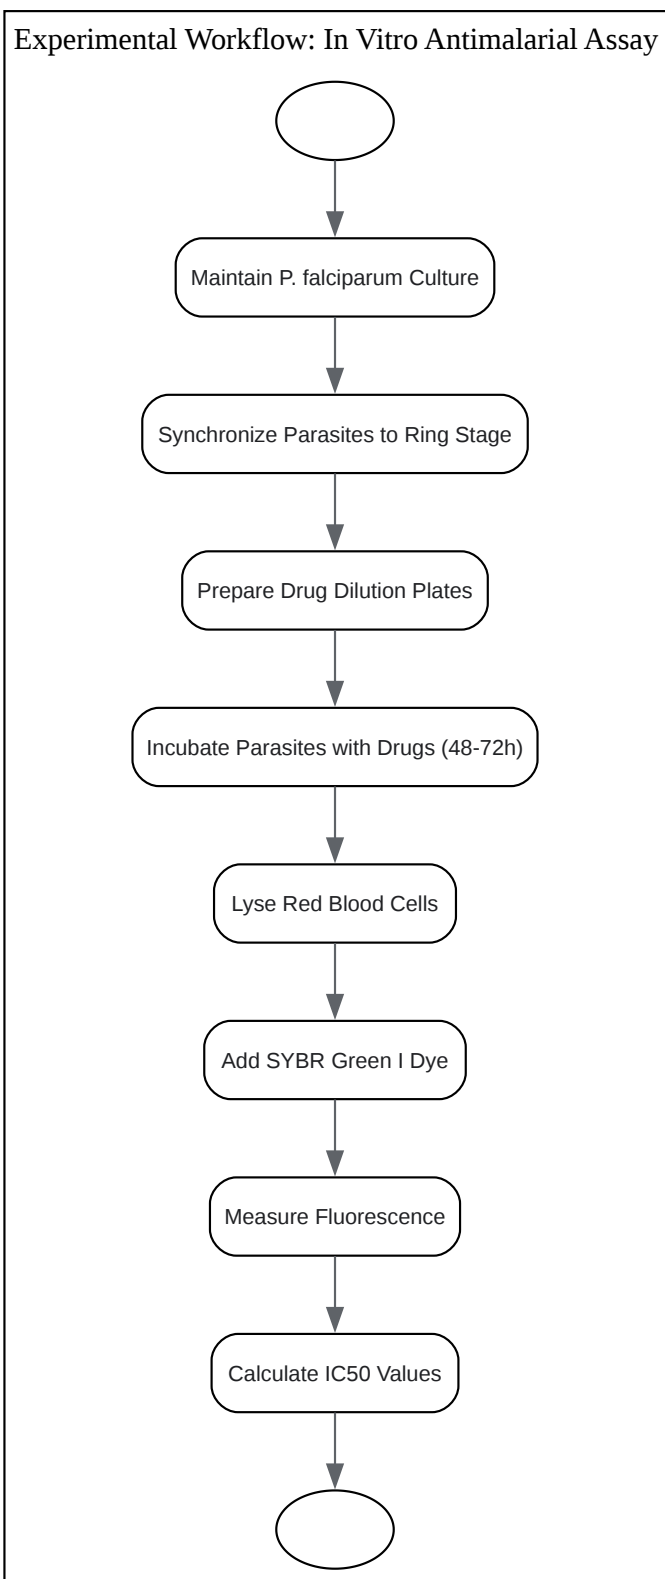 Experimental Workflow: In Vitro Antimalarial Assay
Maintain P. falciparum Culture
Synchronize Parasites to Ring Stage
Prepare Drug Dilution Plates
Incubate Parasites with Drugs (48-72h)
Lyse Red Blood Cells
Add SYBR Green I Dye
Measure Fluorescence
Calculate IC50 Values